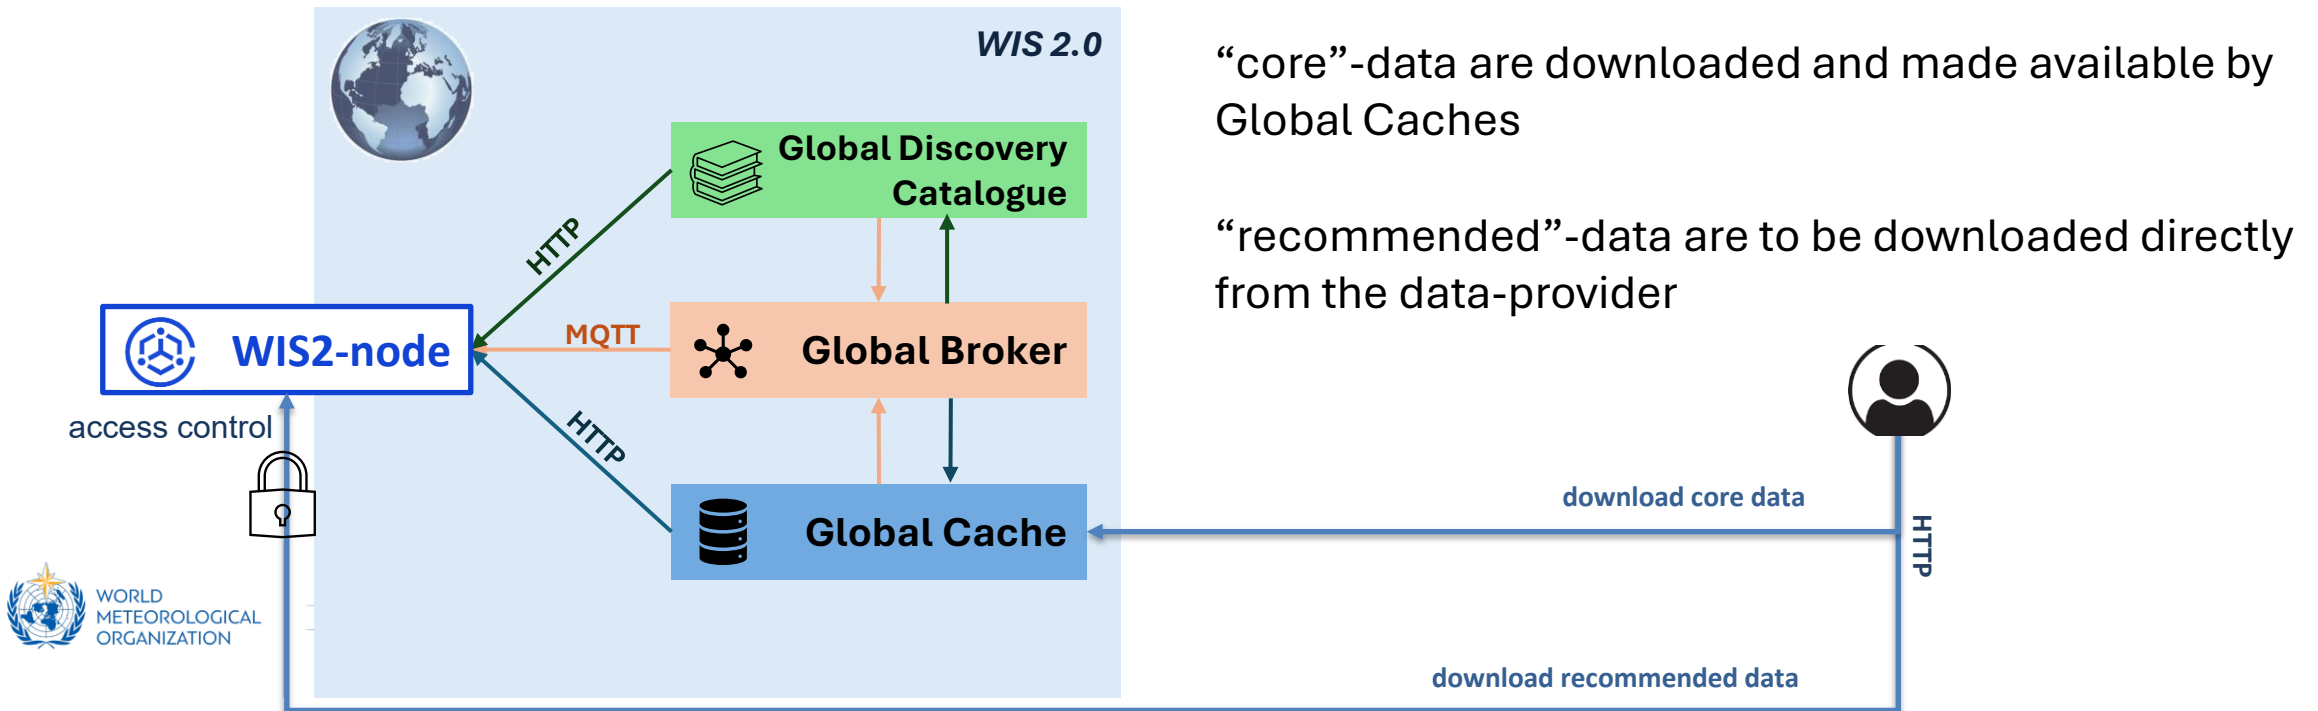 WIS 2.0
“core”-data are downloaded and made available by
Global Caches
“recommended”-data are to be downloaded directly
from the data-provider
Global Discovery
Catalogue
HTTP
WIS2-node
MQTT
Global Broker
access control
HTTP
Global Cache
download core data
HTTP
WORLD
METEOROLOGICAL
ORGANIZATION
download recommended data